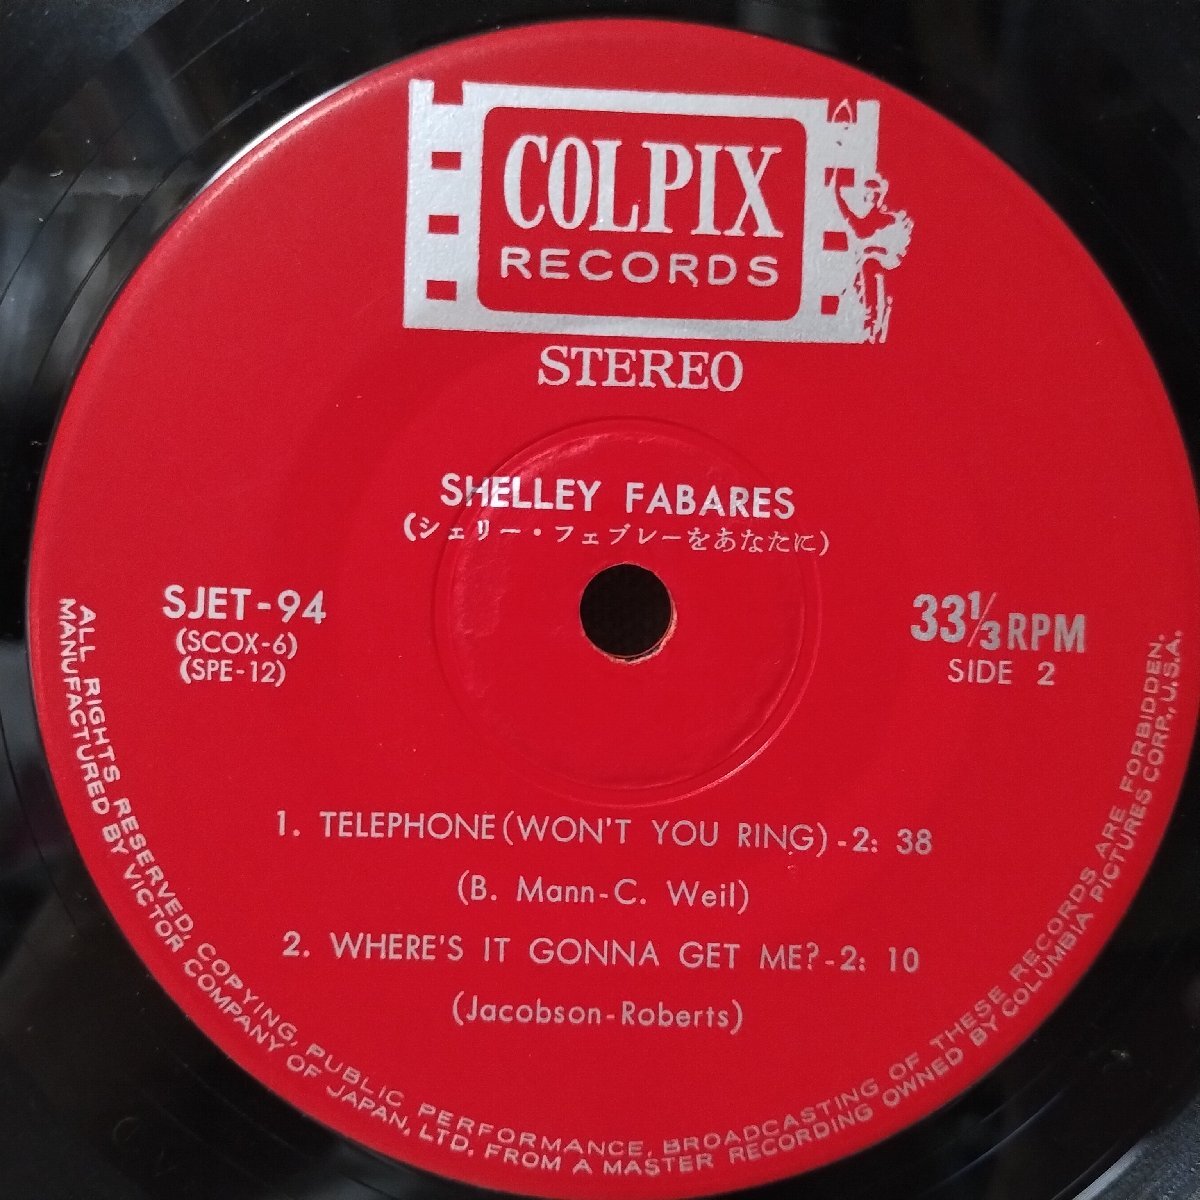 COLPIX
RECORDS
STEREO
SHELLEY FABARES
(シェリー・フェブレーをあなたに)
SJET-94
(SCOX-6)
(SPE-12)
33⅓ RPM
SIDE 2
1. TELEPHONE (WON'T YOU RING) - 2: 38
(B. Mann-C. Weil)
2. WHERE'S IT GONNA GET ME? - 2: 10
(Jacobson-Roberts)
ALL RIGHTS RESERVED, COPYING, PUBLIC PERFORMANCE, BROADCASTING OF THESE RECORDS ARE FORBIDDEN.
MANUFACTURED BY VICTOR COMPANY OF JAPAN, LTD, FROM A MASTER RECORDING OWNED BY COLUMBIA PICTURES CORP., U.S.A.